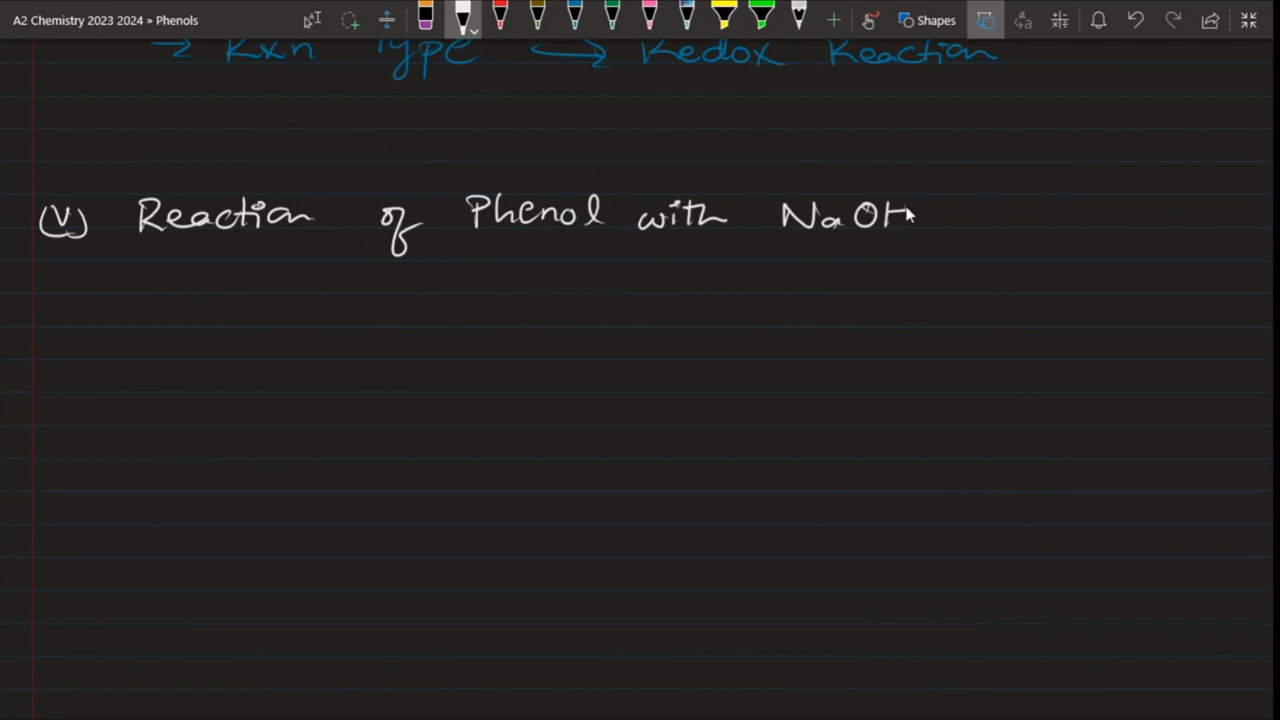 A2 Chemistry 2023 2024 » Phenols
Shapes
→ Rxn Type → Redox Reaction
(V) Reaction of Phenol with NaOH